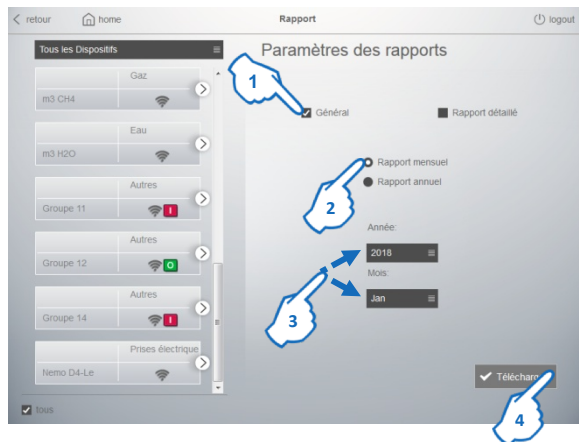 retour
home
Rapport
logout
Tous les Dispositifs
Paramètres des rapports
Gaz
m3 CH4
Eau
m3 H2O
Autres
Groupe 11
I
Autres
Groupe 12
O
Autres
Groupe 14
I
Prises électrique
Nemo D4-Le
tous
1
Général
Rapport détaillé
Rapport mensuel
Rapport annuel
2
Année:
2018
Mois:
Jan
3
Télécharg
4